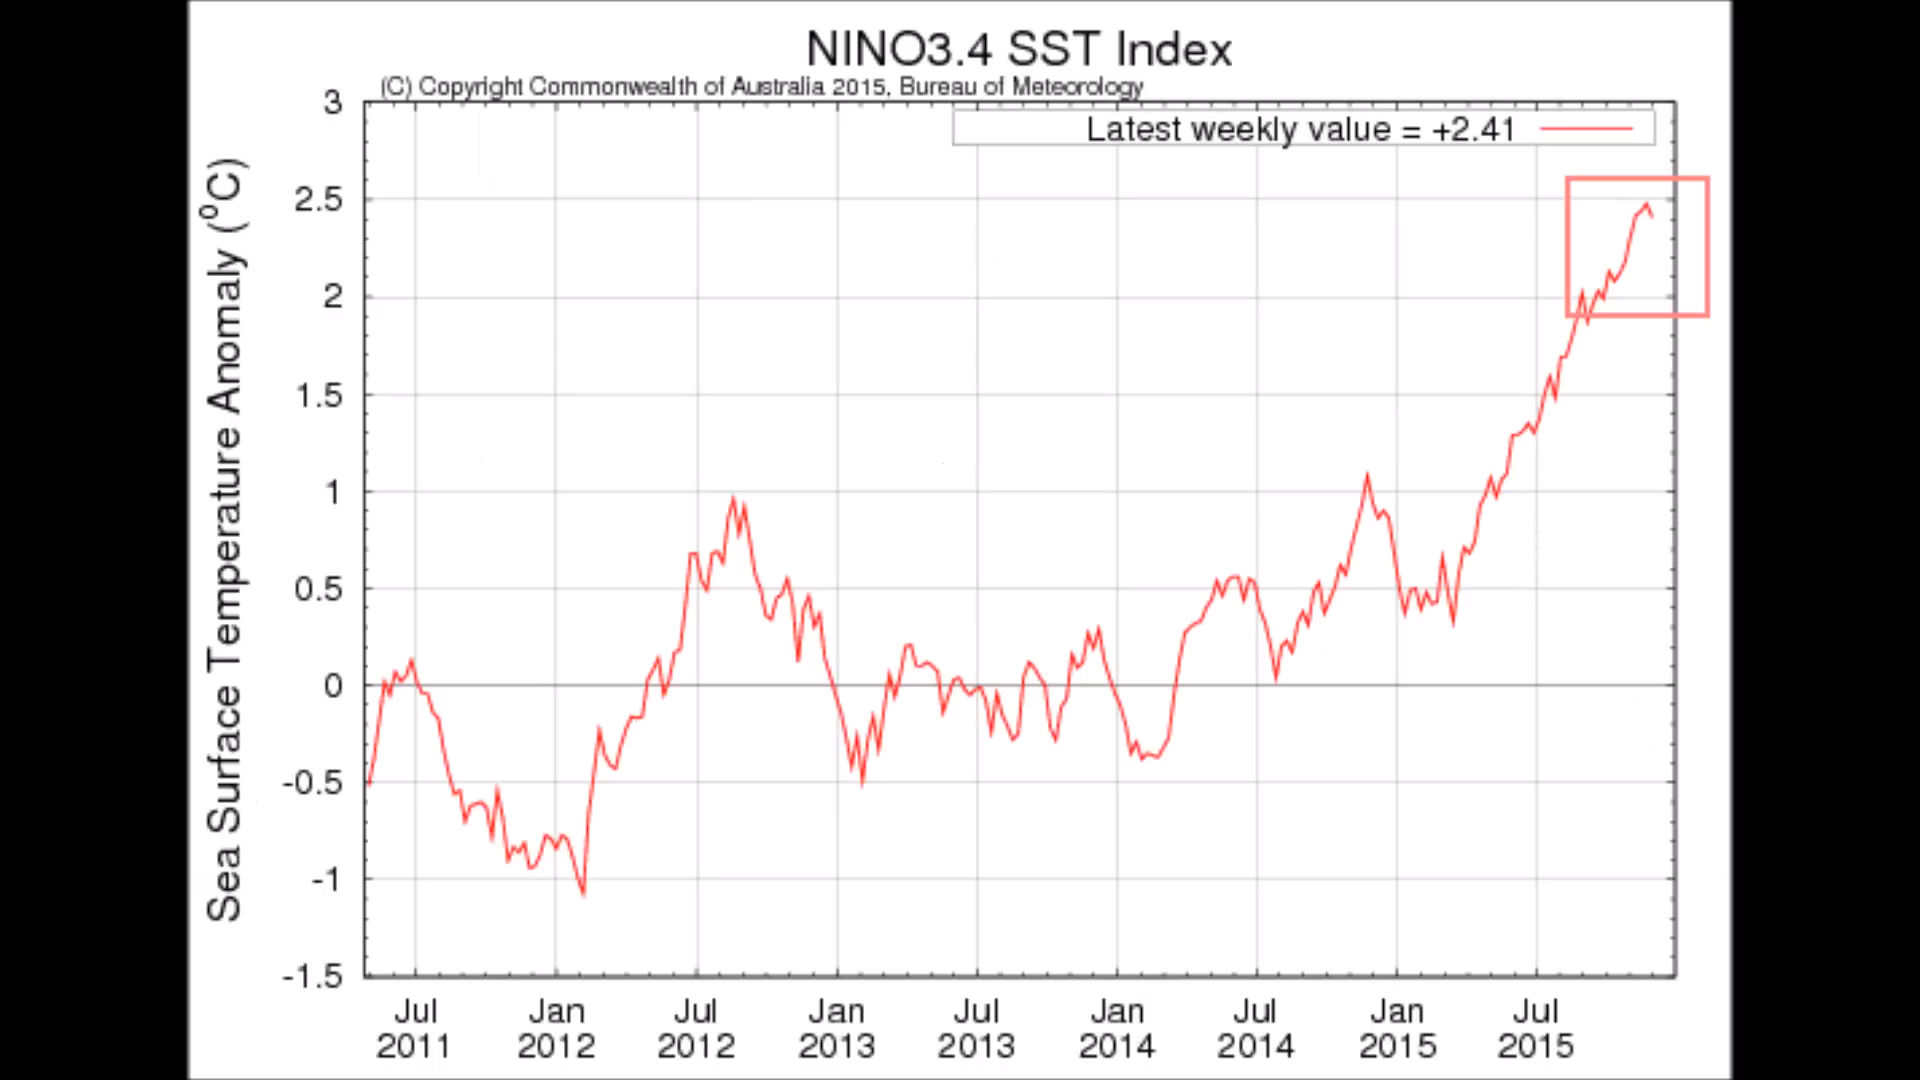 NINO3.4 SST Index
(C) Copyright Commonwealth of Australia 2015, Bureau of Meteorology
Latest weekly value = +2.41
Sea Surface Temperature Anomaly (⁰C)
3
2.5
2
1.5
1
0.5
0
-0.5
-1
-1.5
Jul Jan Jul Jan Jul Jan Jul Jan Jul
2011 2012 2012 2013 2013 2014 2014 2015 2015